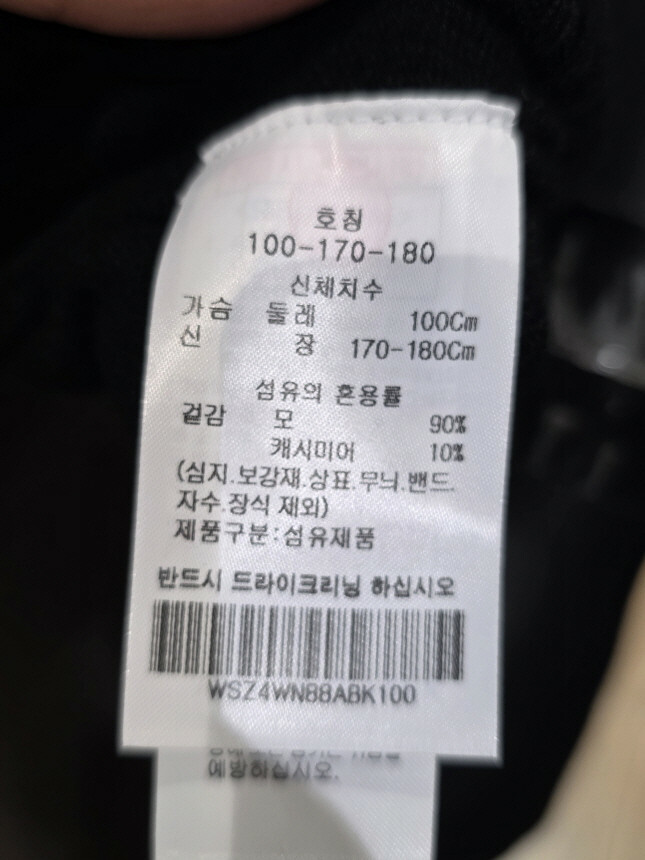 호칭
100-170-180
신체치수
가슴 둘레 100Cm
신 장 170-180Cm
섬유의 혼용률
겉감 모 90%
캐시미어 10%
(심지.보강재.상표.무늬.밴드.
자수.장식 제외)
제품구분:섬유제품
반드시 드라이크리닝 하십시오
WSZ4WN88ABK100
예방하십시오.